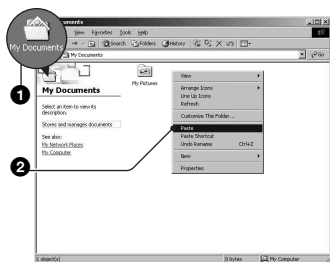 My Documents
uments
View Favorites Tools Help
Search Folders History
My Documents
Go
1
My Documents
Select an item to view its description.
Stores and manages documents
See also:
My Network Places
My Computer
My Pictures
View
Arrange Icons
Line Up Icons
Refresh
Customize This Folder...
Paste
Paste Shortcut
Undo Rename Ctrl+Z
New
Properties
2
1 object(s) 0 bytes My Computer